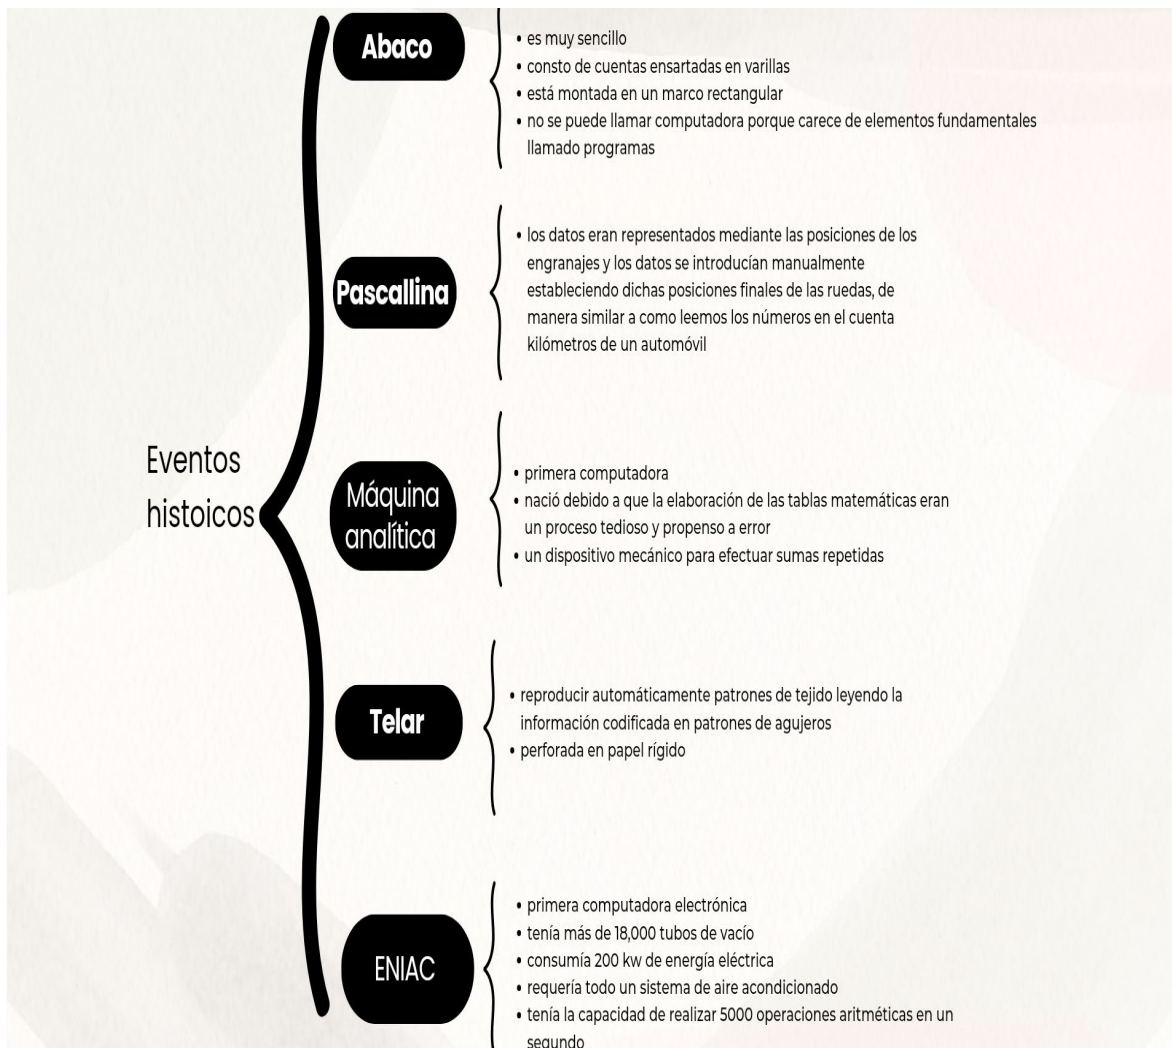 Abaco
• es muy sencillo
• consto de cuentas ensartadas en varillas
• está montada en un marco rectangular
• no se puede llamar computadora porque carece de elementos fundamentales
llamado programas
Pascallina
• los datos eran representados mediante las posiciones de los
engranajes y los datos se introducían manualmente
estableciendo dichas posiciones finales de las ruedas, de
manera similar a como leemos los números en el cuenta
kilómetros de un automóvil
Eventos
histoicos
Máquina
analítica
• primera computadora
• nació debido a que la elaboración de las tablas matemáticas eran
un proceso tedioso y propenso a error
• un dispositivo mecánico para efectuar sumas repetidas
Telar
• reproducir automáticamente patrones de tejido leyendo la
información codificada en patrones de agujeros
• perforada en papel rígido
ENIAC
• primera computadora electrónica
• tenía más de 18,000 tubos de vacío
• consumía 200 kw de energía eléctrica
• requería todo un sistema de aire acondicionado
• tenía la capacidad de realizar 5000 operaciones aritméticas en un
segundo